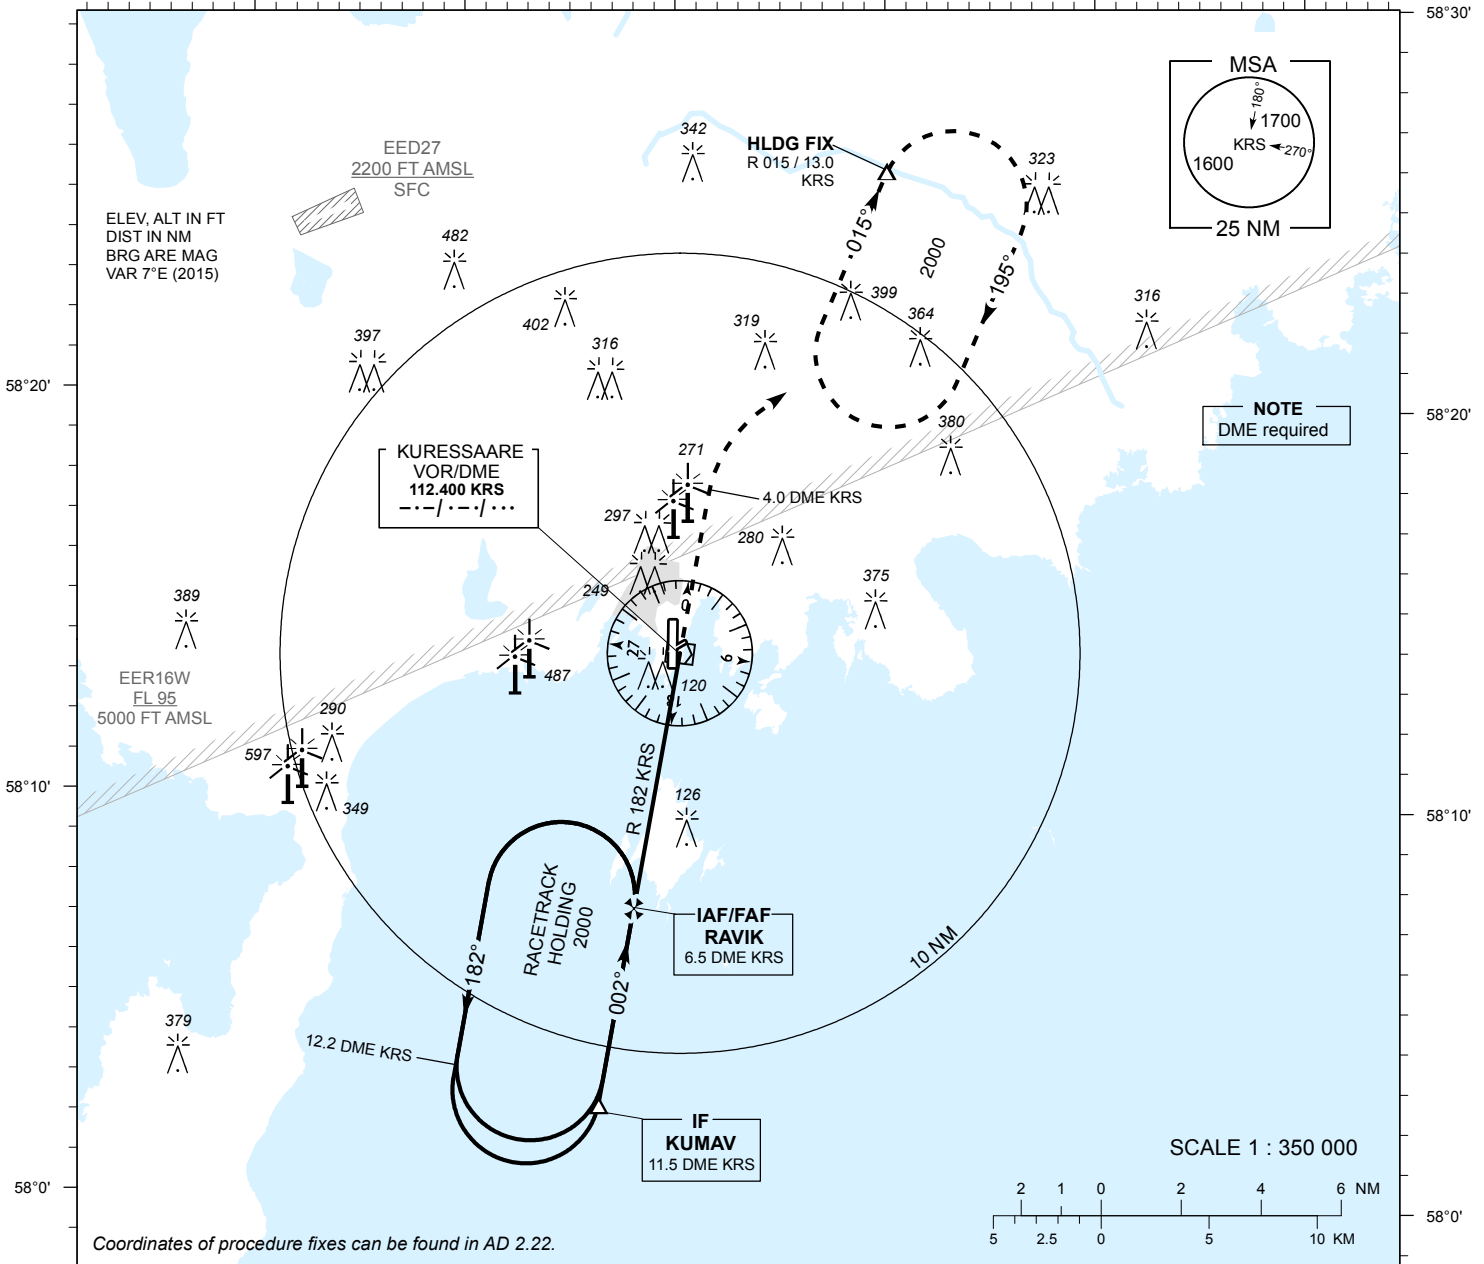 58°30'
MSA
180°
1700
KRS
270°
1600
25 NM
EED27
2200 FT AMSL
SFC
342
HLDG FIX
R 015 / 13.0
KRS
323
ELEV, ALT IN FT
DIST IN NM
BRG ARE MAG
VAR 7°E (2015)
482
015°
2000
195°
399
402
319
364
316
397
316
58°20'
58°20'
NOTE
DME required
380
KURESSAARE
VOR/DME
112.400 KRS
271
4.0 DME KRS
297
280
249
375
389
0
9
18
27
120
487
EER16W
FL 95
5000 FT AMSL
290
597
349
58°10'
58°10'
R 182 KRS
126
RACETRACK
HOLDING
2000
IAF/FAF
RAVIK
6.5 DME KRS
182°
002°
10 NM
379
12.2 DME KRS
IF
KUMAV
11.5 DME KRS
SCALE 1 : 350 000
58°0'
58°0'
2 1 0 2 4 6 NM
5 2.5 0 5 10 KM
Coordinates of procedure fixes can be found in AD 2.22.